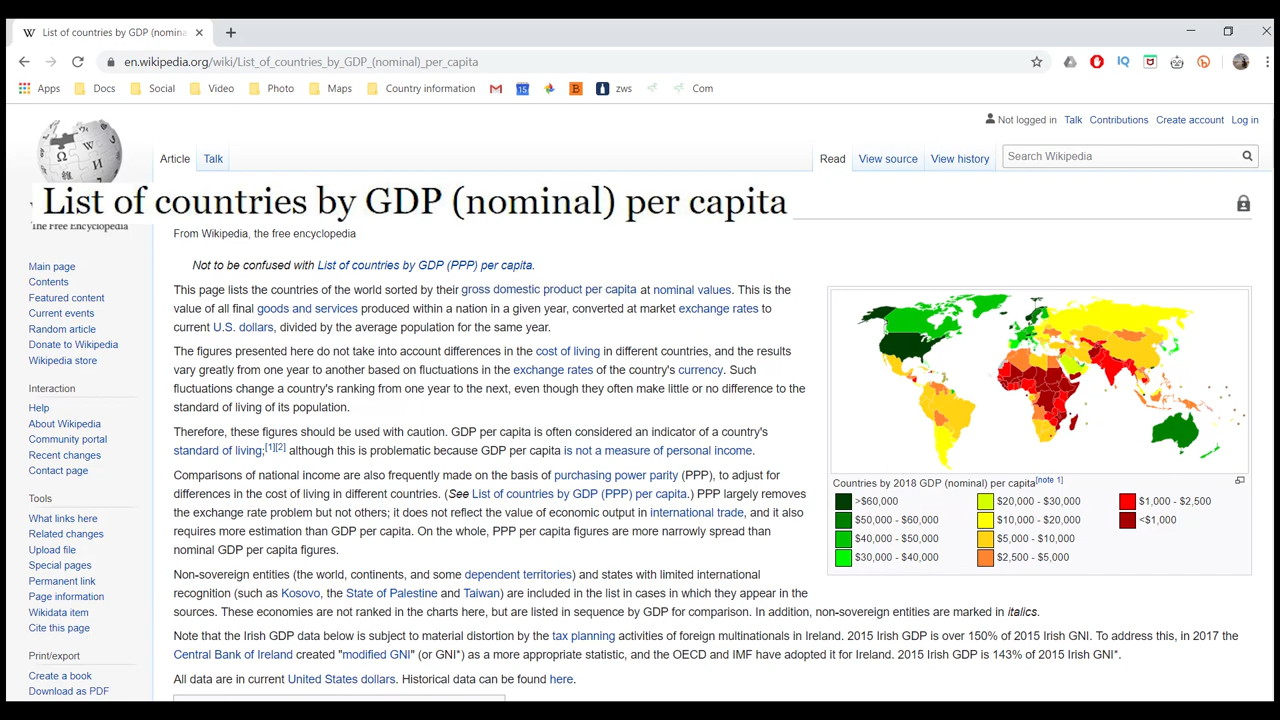 List of countries by GDP (nomina
en.wikipedia.org/wiki/List_of_countries_by_GDP_(nominal)_per_capita
Apps Docs Social Video Photo Maps Country information zws Com
Not logged in Talk Contributions Create account Log in
Article Talk Read View source View history Search Wikipedia
List of countries by GDP (nominal) per capita
The Free Encyclopedia
From Wikipedia, the free encyclopedia
Main page
Contents
Featured content
Current events
Random article
Donate to Wikipedia
Wikipedia store
Interaction
Help
About Wikipedia
Community portal
Recent changes
Contact page
Tools
What links here
Related changes
Upload file
Special pages
Permanent link
Page information
Wikidata item
Cite this page
Print/export
Create a book
Download as PDF
Not to be confused with List of countries by GDP (PPP) per capita.
This page lists the countries of the world sorted by their gross domestic product per capita at nominal values. This is the
value of all final goods and services produced within a nation in a given year, converted at market exchange rates to
current U.S. dollars, divided by the average population for the same year.
The figures presented here do not take into account differences in the cost of living in different countries, and the results
vary greatly from one year to another based on fluctuations in the exchange rates of the country's currency. Such
fluctuations change a country's ranking from one year to the next, even though they often make little or no difference to the
standard of living of its population.
Therefore, these figures should be used with caution. GDP per capita is often considered an indicator of a country's
standard of living;[1][2] although this is problematic because GDP per capita is not a measure of personal income.
Comparisons of national income are also frequently made on the basis of purchasing power parity (PPP), to adjust for
differences in the cost of living in different countries. (See List of countries by GDP (PPP) per capita.) PPP largely removes
the exchange rate problem but not others; it does not reflect the value of economic output in international trade, and it also
requires more estimation than GDP per capita. On the whole, PPP per capita figures are more narrowly spread than
nominal GDP per capita figures.
Non-sovereign entities (the world, continents, and some dependent territories) and states with limited international
recognition (such as Kosovo, the State of Palestine and Taiwan) are included in the list in cases in which they appear in the
sources. These economies are not ranked in the charts here, but are listed in sequence by GDP for comparison. In addition, non-sovereign entities are marked in italics.
Note that the Irish GDP data below is subject to material distortion by the tax planning activities of foreign multinationals in Ireland. 2015 Irish GDP is over 150% of 2015 Irish GNI. To address this, in 2017 the
Central Bank of Ireland created "modified GNI" (or GNI*) as a more appropriate statistic, and the OECD and IMF have adopted it for Ireland. 2015 Irish GDP is 143% of 2015 Irish GNI*.
All data are in current United States dollars. Historical data can be found here.
Countries by 2018 GDP (nominal) per capita[note 1]
>$60,000 $20,000 - $30,000 $1,000 - $2,500
$50,000 - $60,000 $10,000 - $20,000 <$1,000
$40,000 - $50,000 $5,000 - $10,000
$30,000 - $40,000 $2,500 - $5,000